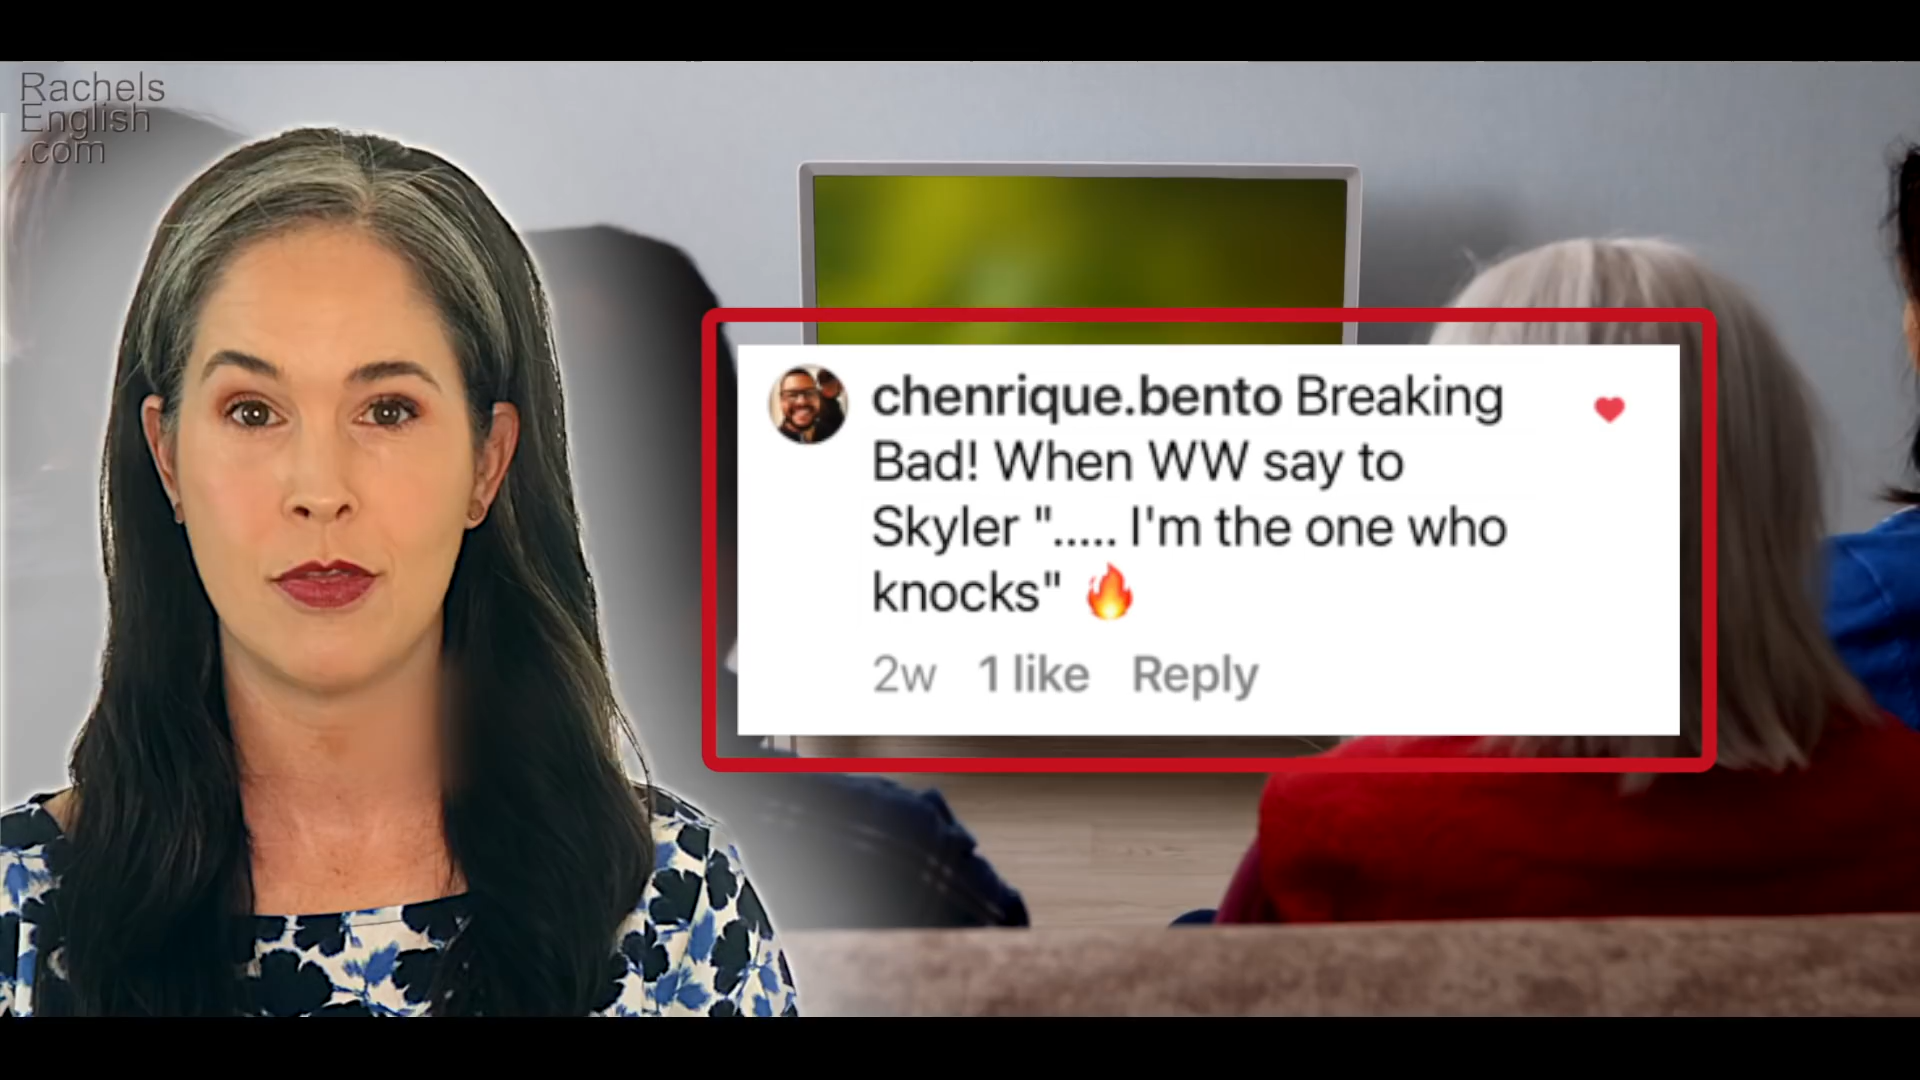 Rachels
English
.com
chenrique.bento Breaking
Bad! When WW say to
Skyler "..... I'm the one who
knocks" 🔥
2w 1 like Reply